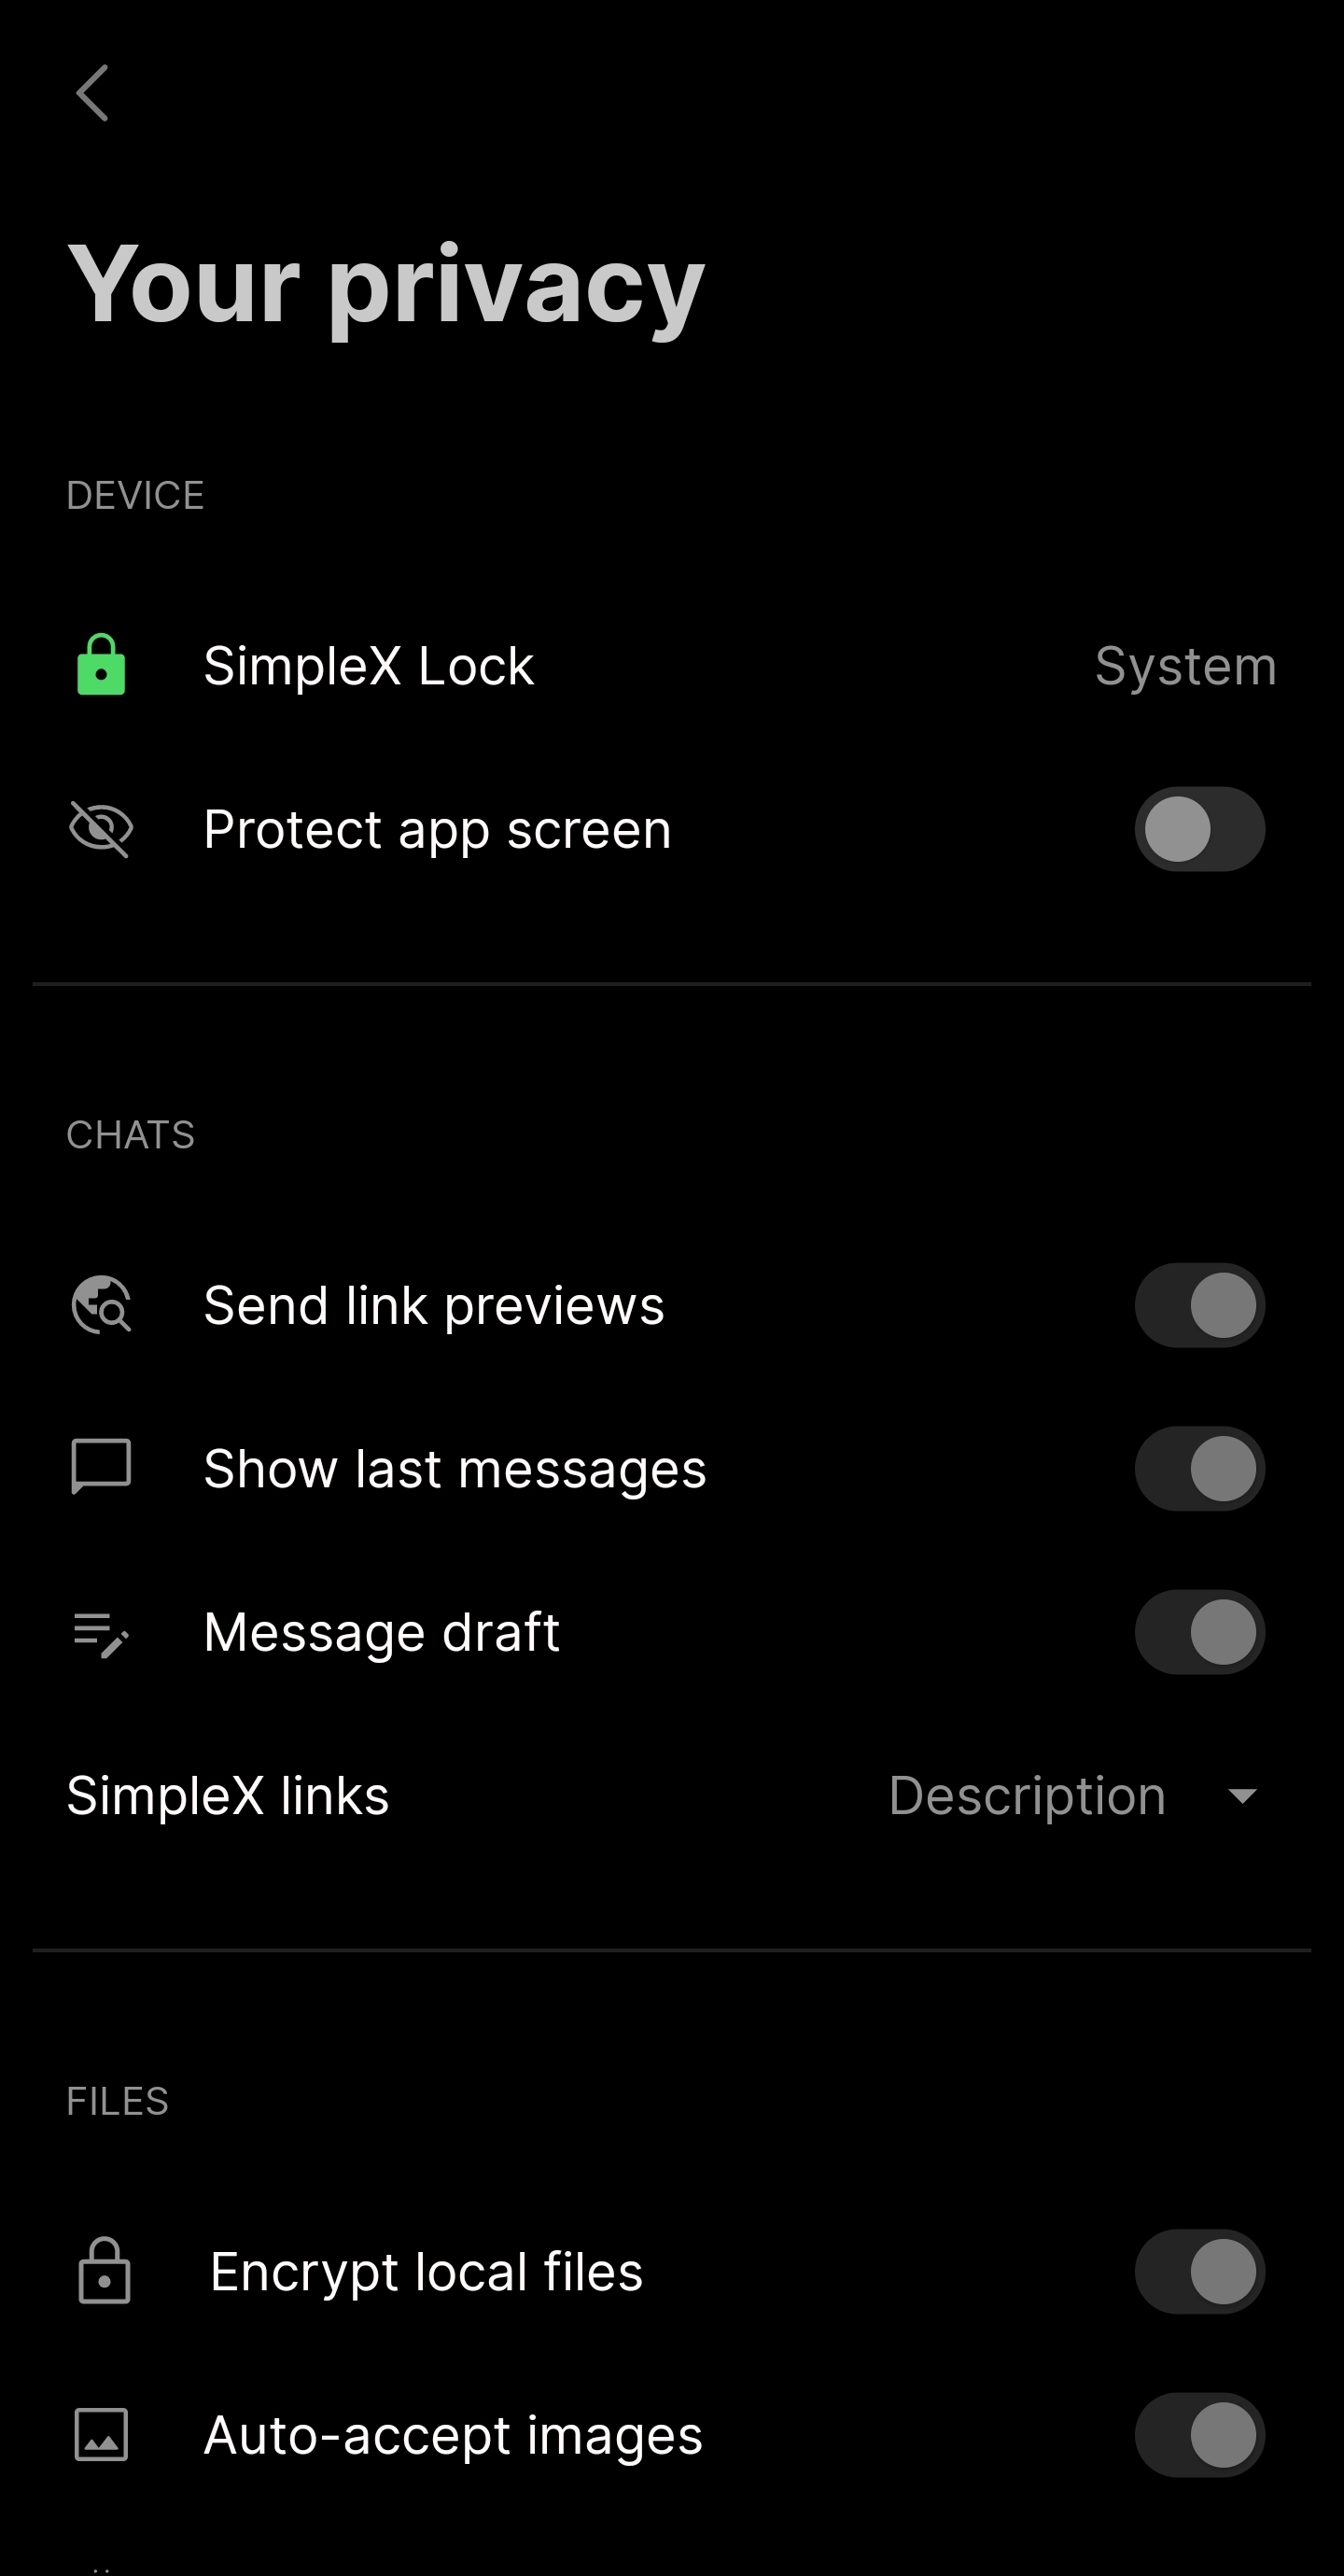 Your privacy
DEVICE
SimpleX Lock System
Protect app screen
CHATS
Send link previews
Show last messages
Message draft
SimpleX links Description
FILES
Encrypt local files
Auto-accept images